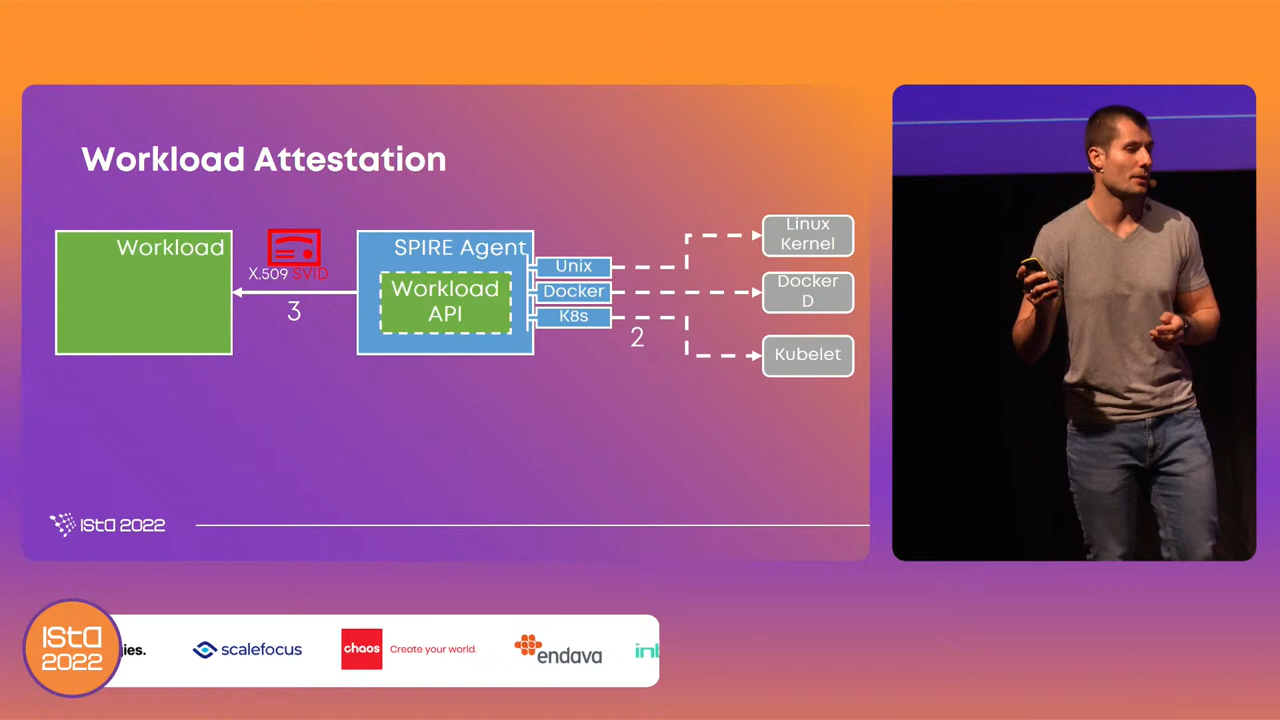 Workload Attestation
Workload
X.509 SVID
3
SPIRE Agent
Workload
API
Unix
Docker
K8s
2
Linux
Kernel
Docker
D
Kubelet
ISTA 2022
ISTA
2022
ies.
scalefocus
chaos
Create your world.
endava